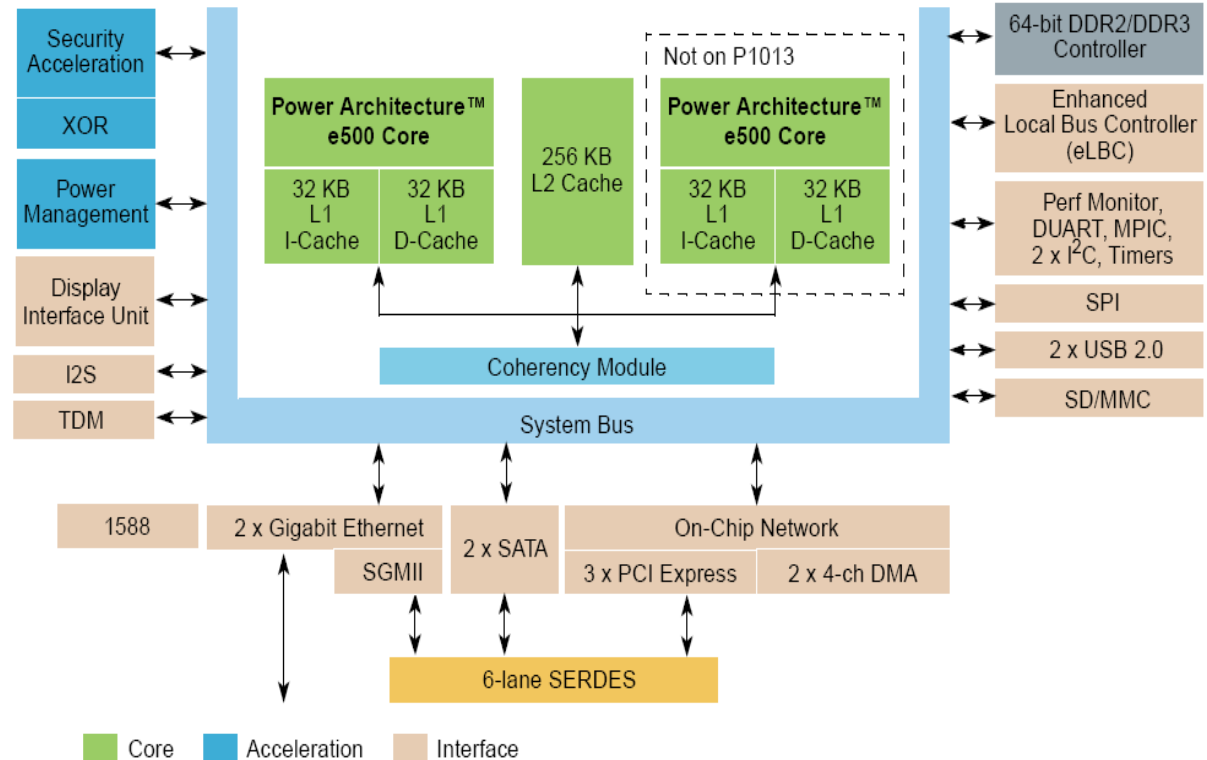 Security
Acceleration
XOR
Power
Management
Display
Interface Unit
I2S
TDM
Not on P1013
Power Architecture™
e500 Core
32 KB
L1
I-Cache
32 KB
L1
D-Cache
256 KB
L2 Cache
Power Architecture™
e500 Core
32 KB
L1
I-Cache
32 KB
L1
D-Cache
Coherency Module
System Bus
64-bit DDR2/DDR3
Controller
Enhanced
Local Bus Controller
(eLBC)
Perf Monitor,
DUART, MPIC,
2 x I²C, Timers
SPI
2 x USB 2.0
SD/MMC
1588
2 x Gigabit Ethernet
SGMII
2 x SATA
On-Chip Network
3 x PCI Express
2 x 4-ch DMA
6-lane SERDES
Core
Acceleration
Interface